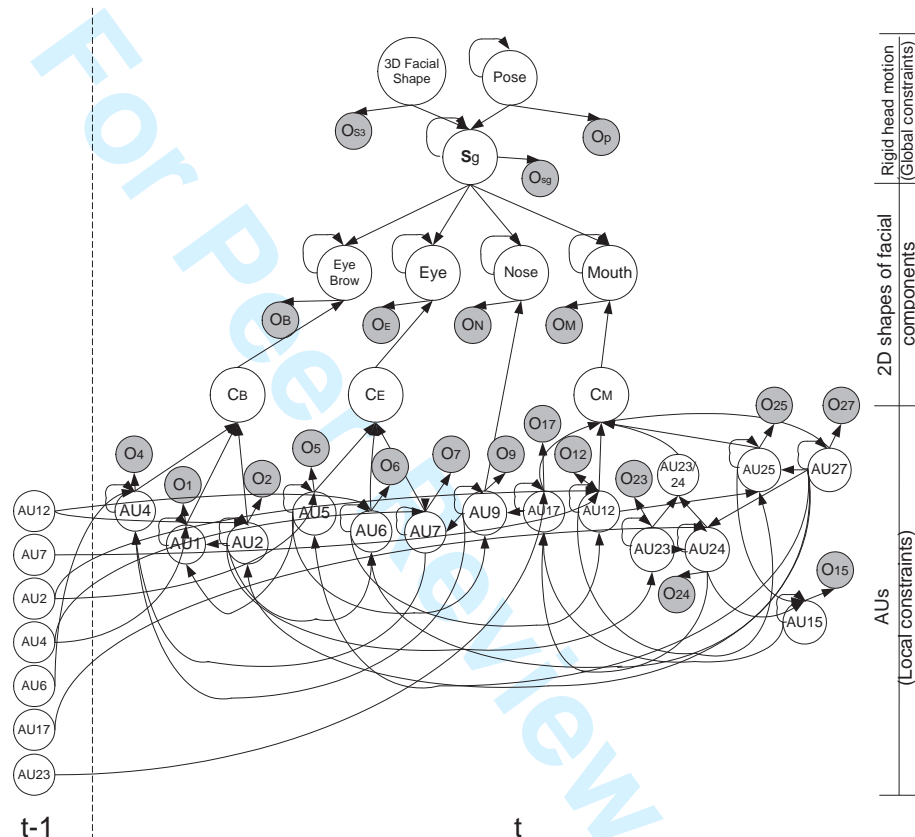 For Peer Review
3D Facial
Shape
Pose
OS3
Op
Sg
Osg
Eye
Brow
Eye
Nose
Mouth
OB
OE
ON
OM
CB
CE
CM
O4
O1
O2
O5
O6
O7
O9
O17
O12
O23
O25
O27
AU23/
24
AU25
AU27
AU4
AU1
AU2
AU5
AU6
AU7
AU9
AU17
AU12
AU23
AU24
O24
O15
AU15
AU12
AU7
AU2
AU4
AU6
AU17
AU23
t-1
t
Rigid head motion
(Global constraints)
2D shapes of facial
components
AUs
(Local constraints)